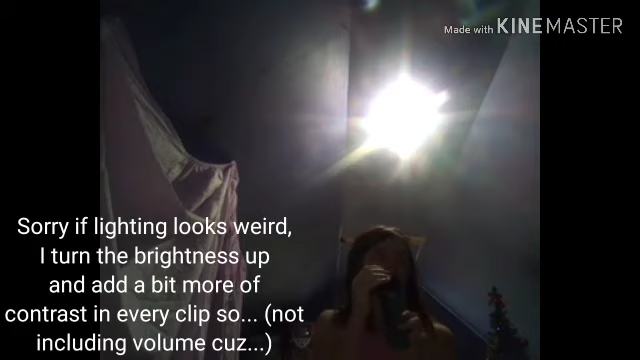 Made with KINEMASTER
Sorry if lighting looks weird,
I turn the brightness up
and add a bit more of
contrast in every clip so... (not
including volume cuz...)